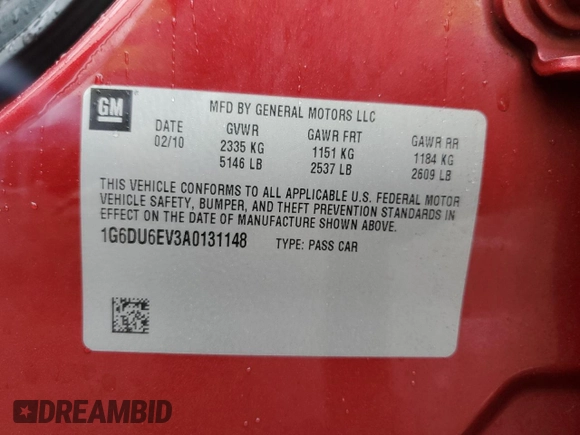 GM
MFD BY GENERAL MOTORS LLC
DATE GVWR GAWR FRT GAWR RR
02/10 2335 KG 1151 KG 1184 KG
5146 LB 2537 LB 2609 LB
THIS VEHICLE CONFORMS TO ALL APPLICABLE U.S. FEDERAL MOTOR
VEHICLE SAFETY, BUMPER, AND THEFT PREVENTION STANDARDS IN
EFFECT ON THE DATE OF MANUFACTURE SHOWN ABOVE.
1G6DU6EV3A0131148 TYPE: PASS CAR
DREAMBID